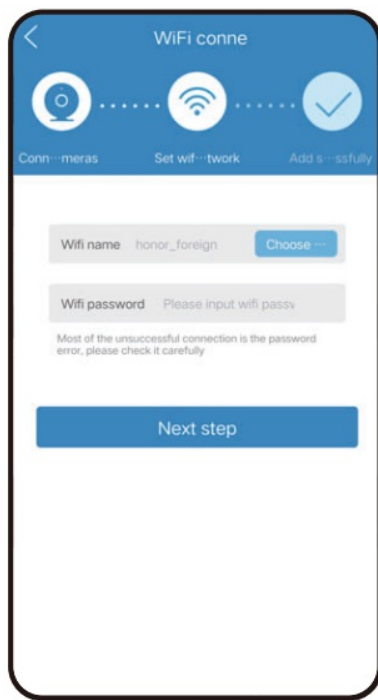 WiFi conne
Conn···meras Set wif···twork Add s···ssfully
Wifi name honor_foreign Choose ···
Wifi password Please input wifi passv
Most of the unsuccessful connection is the password
error, please check it carefully
Next step